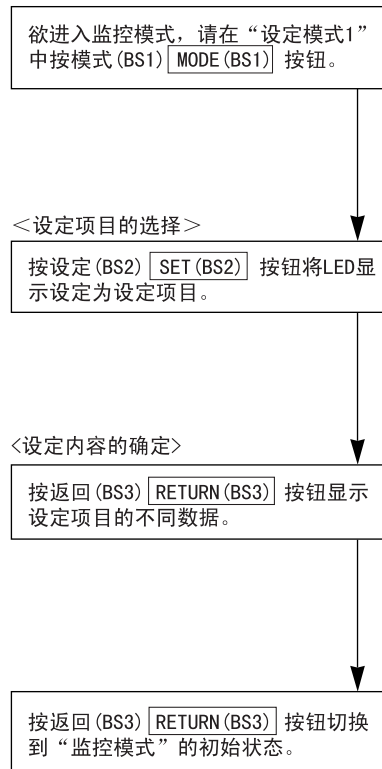 欲进入监控模式，请在“设定模式1”
中按模式(BS1) MODE(BS1) 按钮。
＜设定项目的选择＞
按设定(BS2) SET(BS2) 按钮将LED显
示设定为设定项目。
<设定内容的确定>
按返回(BS3) RETURN(BS3) 按钮显示
设定项目的不同数据。
按返回(BS3) RETURN(BS3) 按钮切换
到“监控模式”的初始状态。